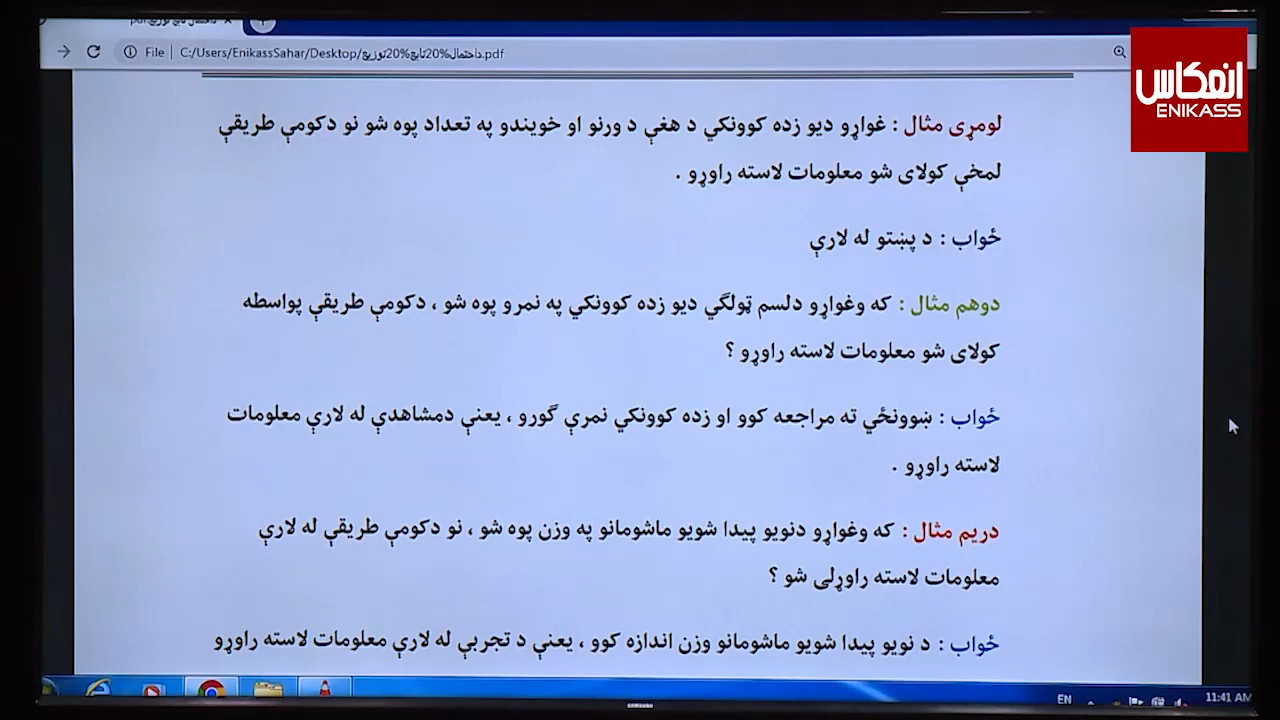 File
C:/Users/EnikassSahar/Desktop/احتمال%20تابع%20توزیع.pdf
انعکاس
ENIKASS
لومړی مثال : غواړو دیو زده کوونکي د هغې د ورنو او خویندو په تعداد پوه شو نو دکومې طریقې
لمخې کولای شو معلومات لاسته راوړو .
ځواب : د پښتو له لارې
دوهم مثال : که وغواړو دلسم ټولګي دیو زده کوونکي په نمرو پوه شو ، دکومې طریقې پواسطه
کولای شو معلومات لاسته راوړو ؟
ځواب : ښوونځي ته مراجعه کوو او زده کوونکي نمرې ګورو ، یعنې دمشاهدې له لارې معلومات
لاسته راوړو .
دریم مثال : که وغواړو دنویو پیدا شویو ماشومانو په وزن پوه شو ، نو دکومې طریقې له لارې
معلومات لاسته راوړلی شو ؟
ځواب : د نویو پیدا شویو ماشومانو وزن اندازه کوو ، یعنې د تجربې له لارې معلومات لاسته راوړو
EN
11:41 AM
SAMSUNG